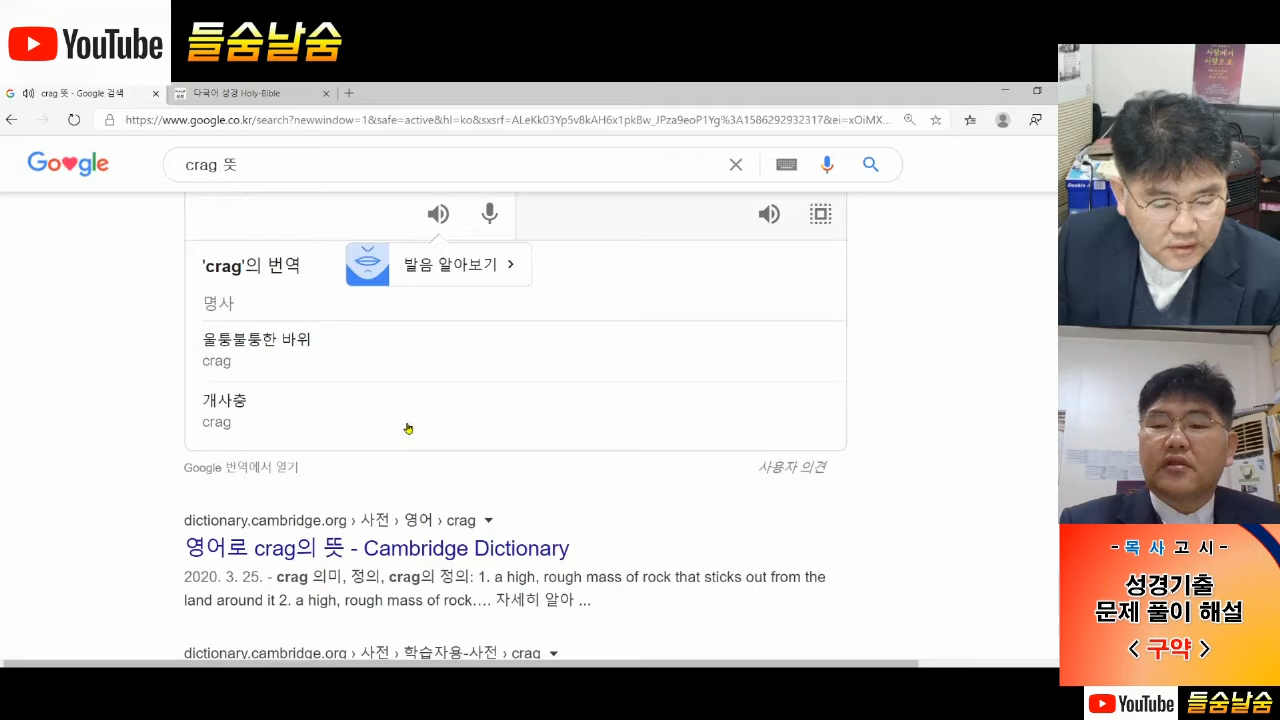 YouTube 들숨날숨
crag 뜻 - Google 검색
다국어 성경 Holy-Bible
https://www.google.co.kr/search?newwindow=1&safe=active&hl=ko&sxsrf=ALeKk03Yp5v8kAH6x1pkBw_JPza9eoP1Yg%3A1586292932317&ei=xOiMX...
Google
crag 뜻
'crag'의 번역
발음 알아보기
명사
울퉁불퉁한 바위
crag
개사충
crag
Google 번역에서 열기
사용자 의견
dictionary.cambridge.org › 사전 › 영어 › crag
영어로 crag의 뜻 - Cambridge Dictionary
2020. 3. 25. - crag 의미, 정의, crag의 정의: 1. a high, rough mass of rock that sticks out from the
land around it 2. a high, rough mass of rock.… 자세히 알아 ...
dictionary.cambridge.org › 사전 › 학습자용-사전 › crag
사랑에서
사랑으로
- 목 사 고 시 -
성경기출
문제 풀이 해설
< 구약 >
YouTube 들숨날숨